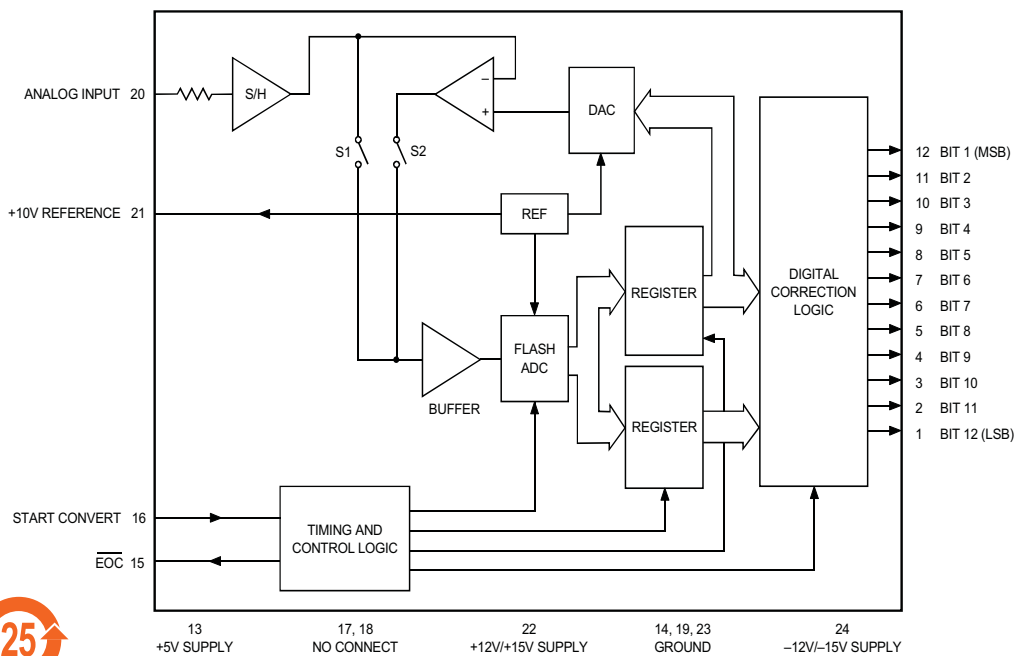 ANALOG INPUT 20
S/H
−
+
DAC
S1
S2
+10V REFERENCE 21
REF
REGISTER
FLASH
ADC
BUFFER
REGISTER
DIGITAL
CORRECTION
LOGIC
12 BIT 1 (MSB)
11 BIT 2
10 BIT 3
9 BIT 4
8 BIT 5
7 BIT 6
6 BIT 7
5 BIT 8
4 BIT 9
3 BIT 10
2 BIT 11
1 BIT 12 (LSB)
START CONVERT 16
E̅O̅C̅ 15
TIMING AND
CONTROL LOGIC
25
13
+5V SUPPLY
17, 18
NO CONNECT
22
+12V/+15V SUPPLY
14, 19, 23
GROUND
24
–12V/–15V SUPPLY